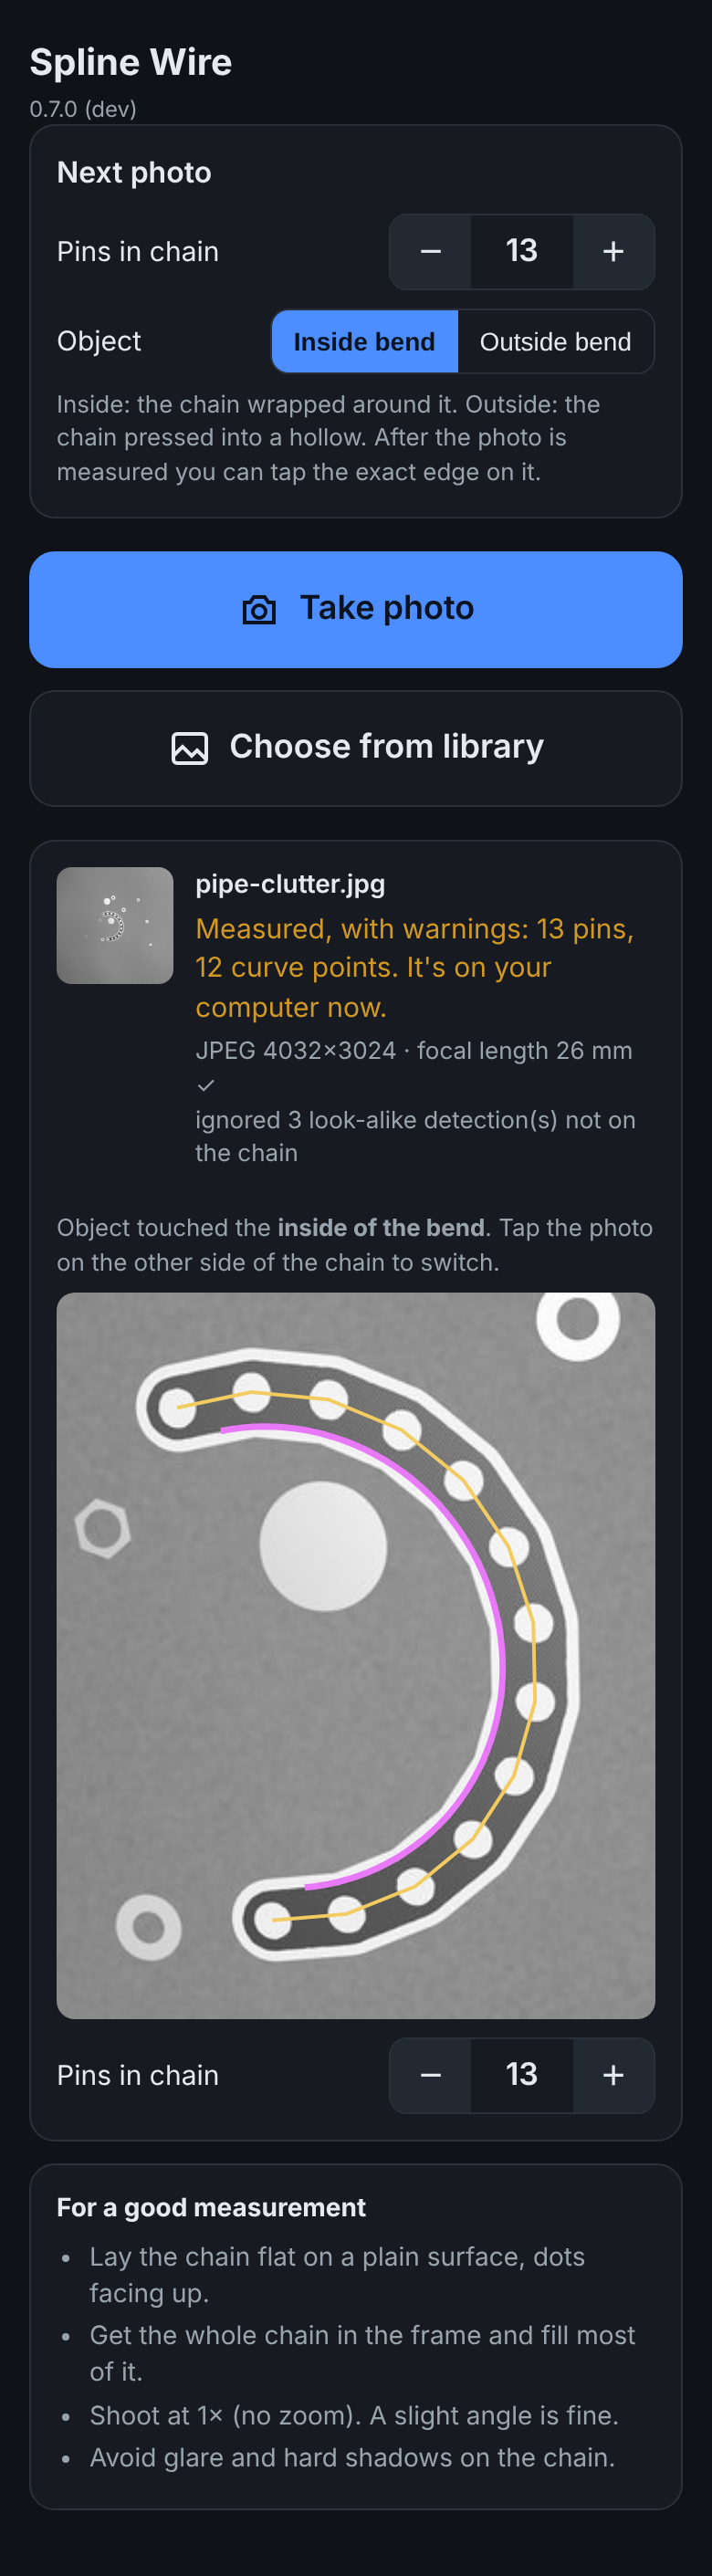 Spline Wire
0.7.0 (dev)
Next photo
Pins in chain
− 13 +
Object
Inside bend Outside bend
Inside: the chain wrapped around it. Outside: the
chain pressed into a hollow. After the photo is
measured you can tap the exact edge on it.
Take photo
Choose from library
pipe-clutter.jpg
Measured, with warnings: 13 pins,
12 curve points. It's on your
computer now.
JPEG 4032×3024 · focal length 26 mm
✓
ignored 3 look-alike detection(s) not on
the chain
Object touched the inside of the bend. Tap the photo
on the other side of the chain to switch.
Pins in chain
− 13 +
For a good measurement
• Lay the chain flat on a plain surface, dots
facing up.
• Get the whole chain in the frame and fill most
of it.
• Shoot at 1× (no zoom). A slight angle is fine.
• Avoid glare and hard shadows on the chain.